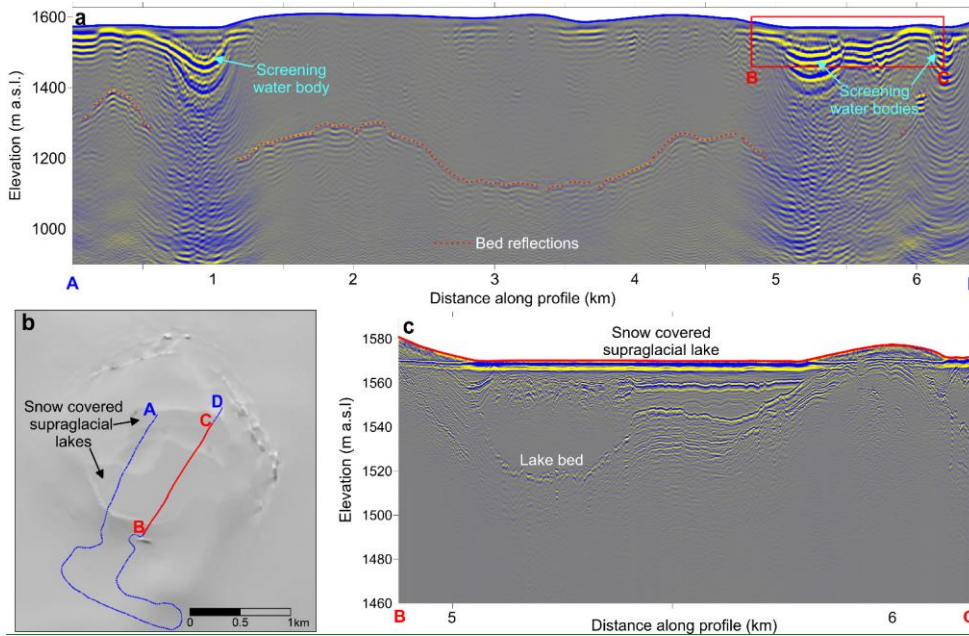 a
1600
1400
1200
1000
Elevation (m a.s.l.)
Screening
water body
B
C
Screening
water bodies
Bed reflections
A
1
2
3
4
5
6
Distance along profile (km)
b
Snow covered
supraglacial
lakes
A
D
C
B
0
0.5
1km
c
Snow covered
supraglacial lake
1580
1560
1540
1520
1500
1480
1460
Elevation (m a.s.l)
Lake bed
B
5
6
Distance along profile (km)